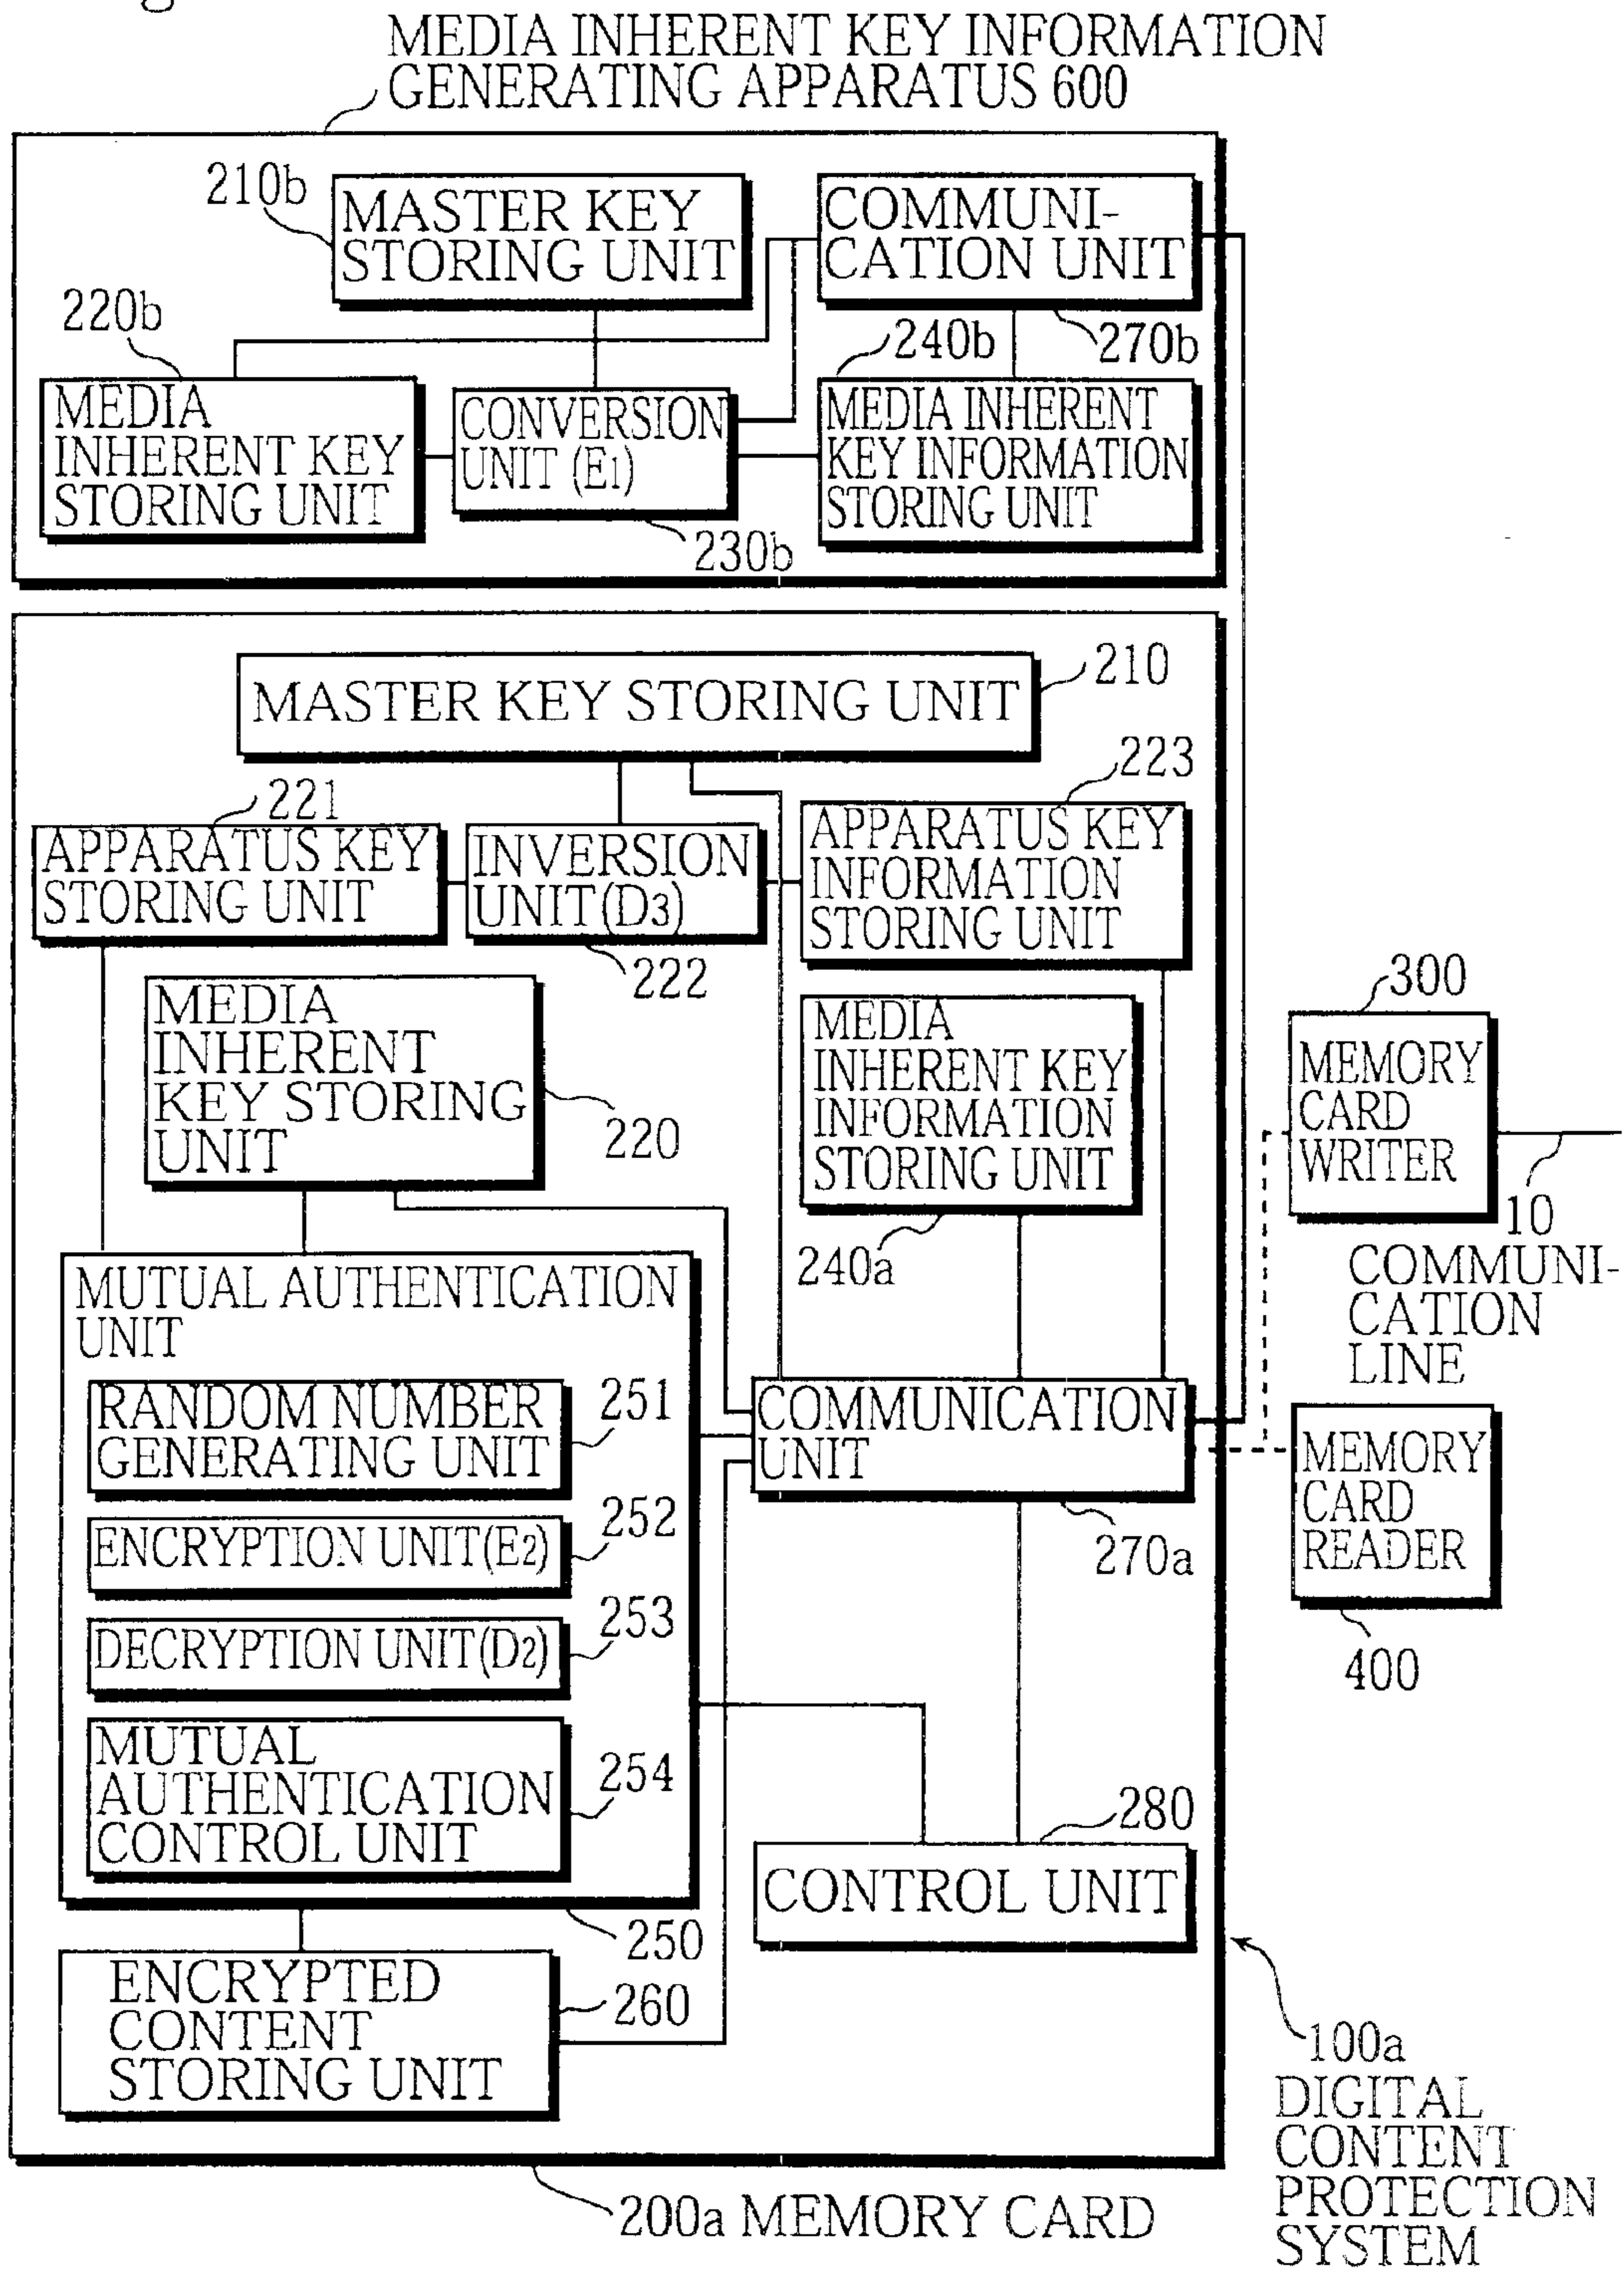 MEDIA INHERENT KEY INFORMATION
GENERATING APPARATUS 600
210b
MASTER KEY
STORING UNIT
COMMUNI-
CATION UNIT
220b
240b
270b
MEDIA
INHERENT KEY
STORING UNIT
CONVERSION
UNIT (E1)
MEDIA INHERENT
KEY INFORMATION
STORING UNIT
230b
MASTER KEY STORING UNIT
210
223
221
APPARATUS KEY
STORING UNIT
INVERSION
UNIT(D3)
APPARATUS KEY
INFORMATION
STORING UNIT
222
MEDIA
INHERENT
KEY STORING
UNIT
220
MEDIA
INHERENT KEY
INFORMATION
STORING UNIT
240a
300
MEMORY
CARD
WRITER
10
COMMUNI-
CATION
LINE
MUTUAL AUTHENTICATION
UNIT
RANDOM NUMBER
GENERATING UNIT
251
COMMUNICATION
UNIT
270a
MEMORY
CARD
READER
400
ENCRYPTION UNIT(E2)
252
DECRYPTION UNIT(D2)
253
MUTUAL
AUTHENTICATION
CONTROL UNIT
254
280
CONTROL UNIT
250
ENCRYPTED
CONTENT
STORING UNIT
260
100a
DIGITAL
CONTENT
PROTECTION
SYSTEM
200a MEMORY CARD